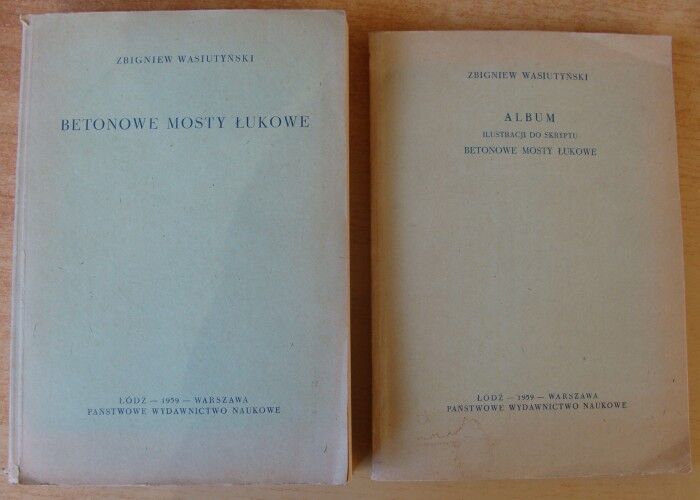 ZBIGNIEW WASIUTYŃSKI
BETONOWE MOSTY ŁUKOWE
ŁÓDŹ — 1959 — WARSZAWA
PAŃSTWOWE WYDAWNICTWO NAUKOWE
ZBIGNIEW WASIUTYŃSKI
ALBUM
ILUSTRACJI DO SKRYPTU
BETONOWE MOSTY ŁUKOWE
ŁÓDŹ — 1959 — WARSZAWA
PAŃSTWOWE WYDAWNICTWO NAUKOWE